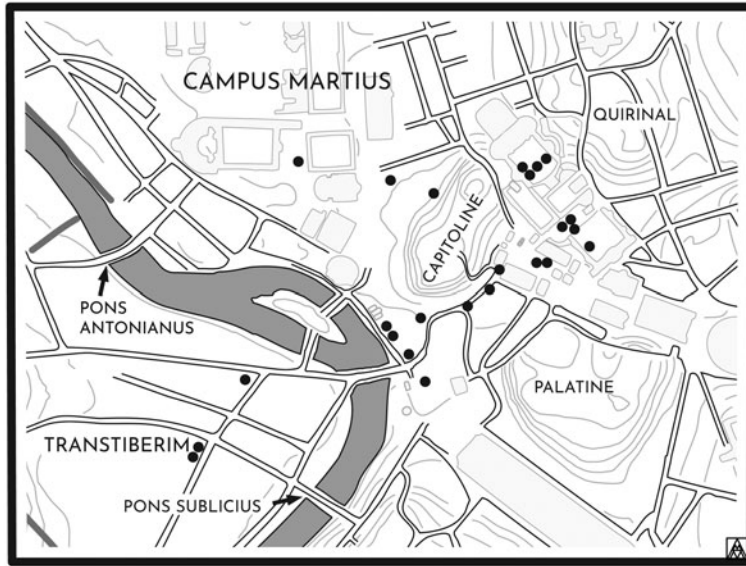 CAMPUS MARTIUS
QUIRINAL
CAPITOLINE
PONS
ANTONIANUS
PALATINE
TRANSTIBERIM
PONS SUBLICIUS